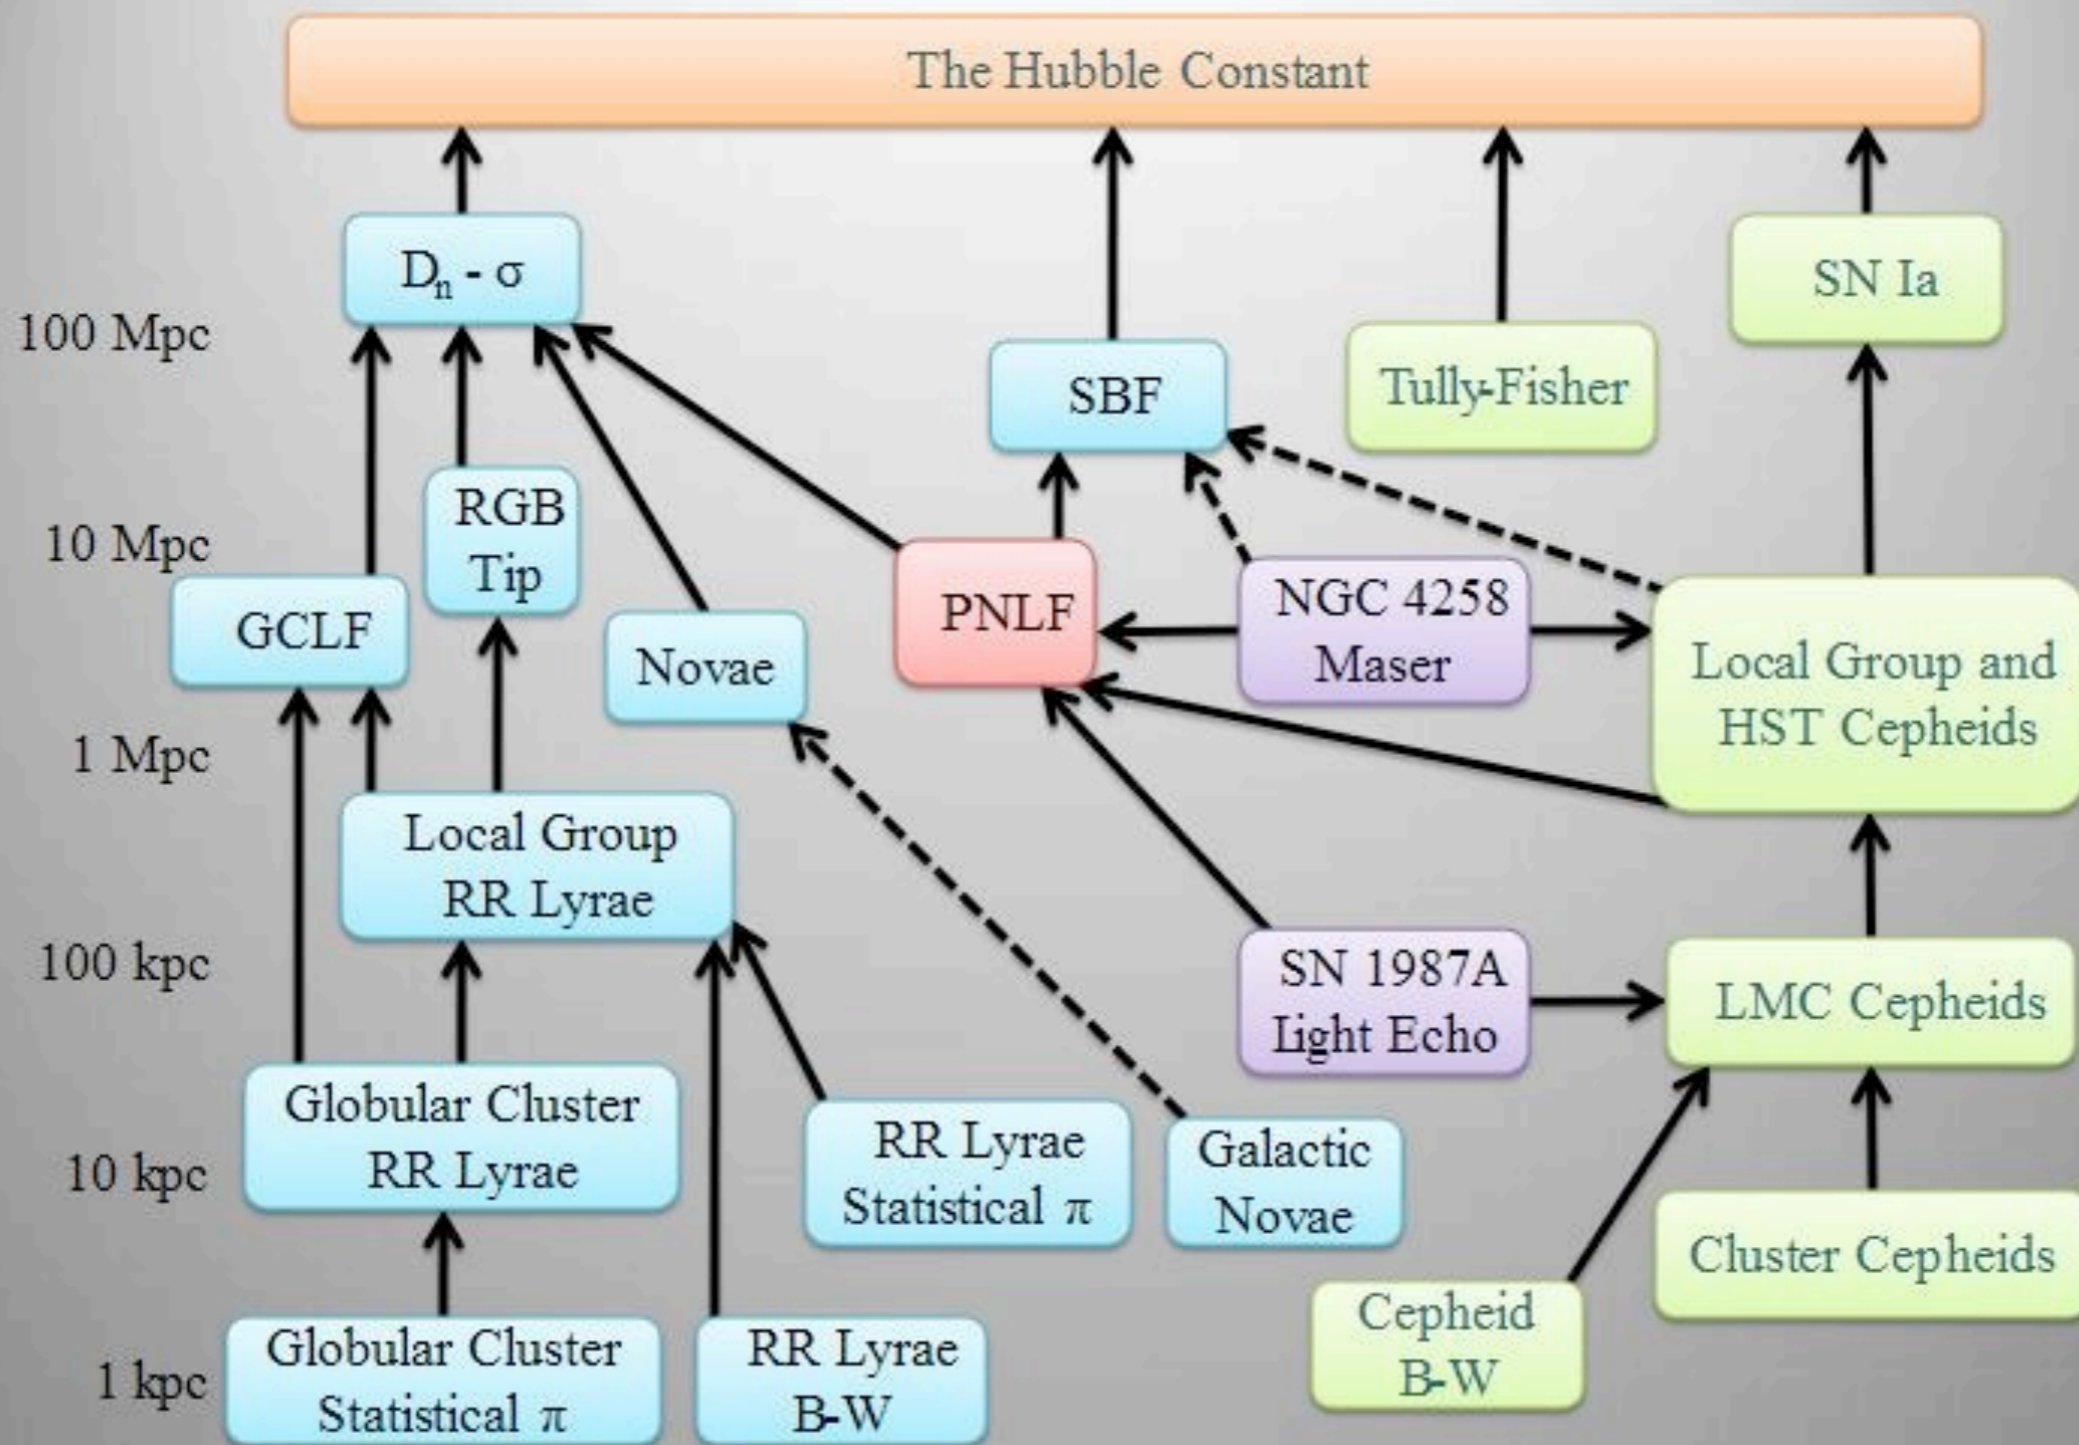 The Hubble Constant
D_n - σ
SN Ia
100 Mpc
SBF
Tully-Fisher
RGB
Tip
10 Mpc
GCLF
Novae
PNLF
NGC 4258
Maser
Local Group and
HST Cepheids
1 Mpc
Local Group
RR Lyrae
100 kpc
SN 1987A
Light Echo
LMC Cepheids
Globular Cluster
RR Lyrae
RR Lyrae
Statistical π
Galactic
Novae
10 kpc
Cluster Cepheids
Cepheid
B-W
Globular Cluster
Statistical π
RR Lyrae
B-W
1 kpc